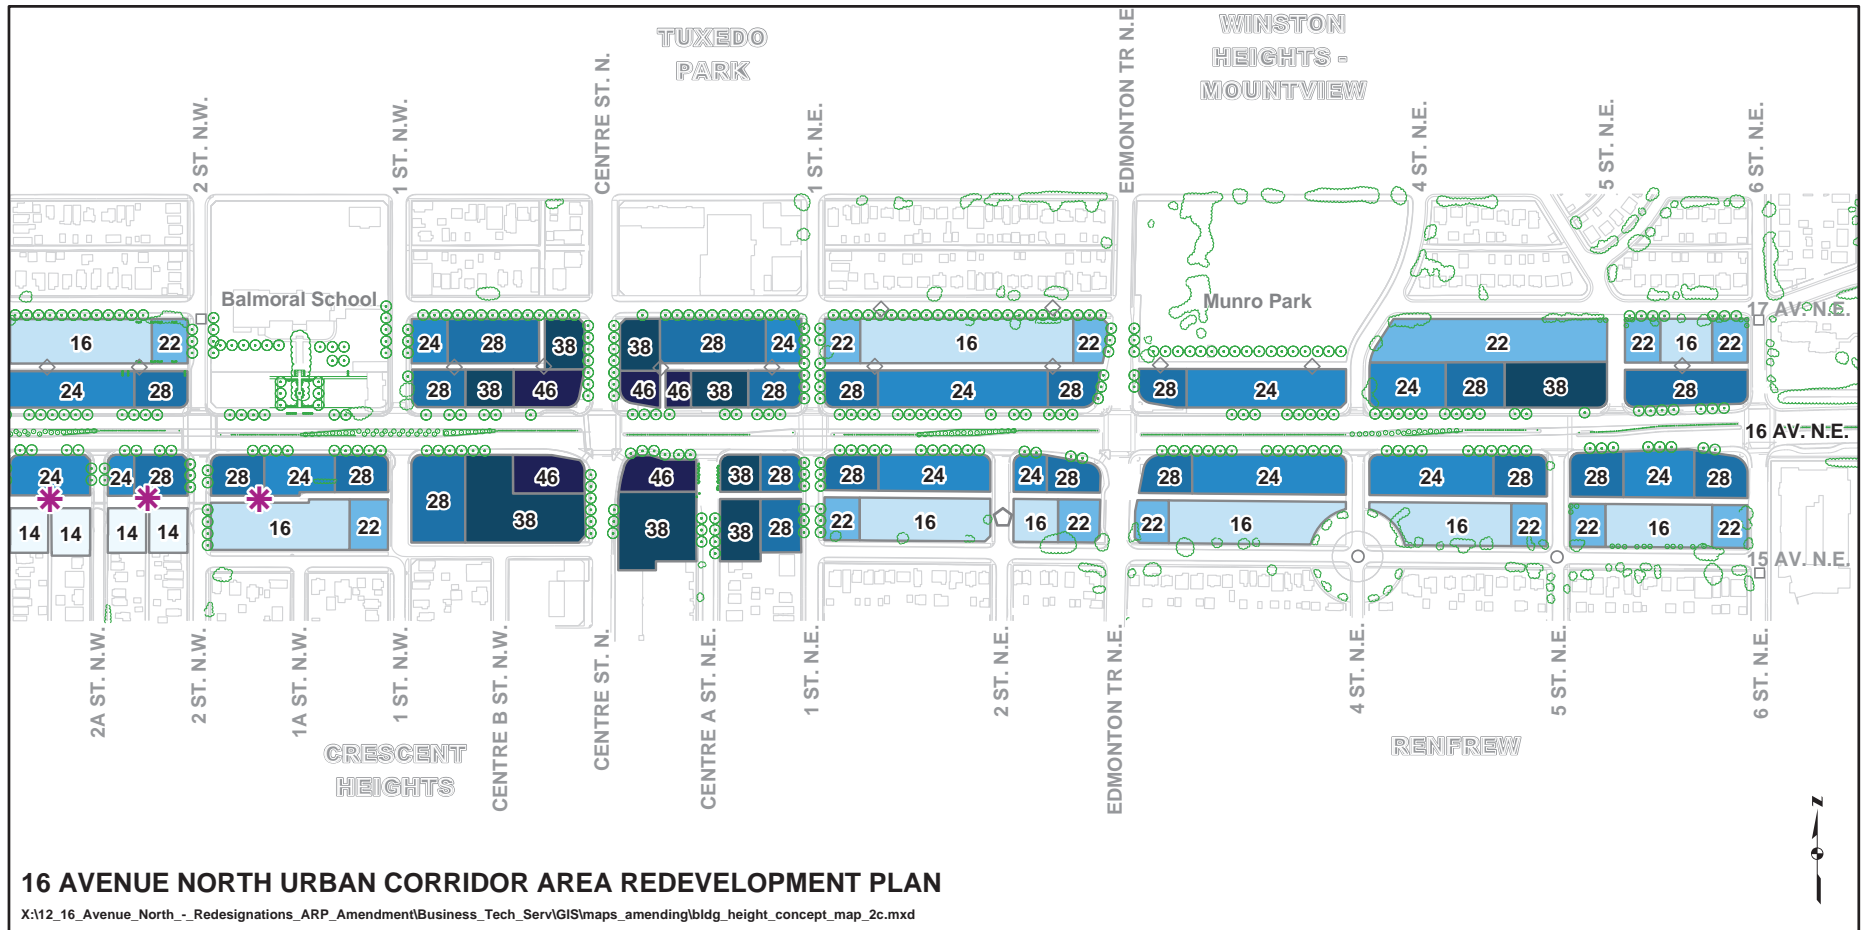 TUXEDO
PARK
WINSTON
HEIGHTS -
MOUNTVIEW
2 ST. N.W.
1 ST. N.W.
CENTRE ST. N.
1 ST. N.E.
EDMONTON TR N.E
4 ST. N.E.
5 ST. N.E.
6 ST. N.E.
Balmoral School
Munro Park
17 AV. N.E.
16 22 24 28 38 38 28 24 22 16 22 22 22 16 22
24 28 28 38 46 46 46 38 28 28 24 28 28 24 24 28 38 28
16 AV. N.E.
24 24 28 28 24 28 28 46 46 38 28 28 24 24 28 28 24 24 28 28 24 28
14 14 14 14 16 22 38 38 38 28 22 16 16 22 22 16 16 22 22 16 22
15 AV. N.E.
2A ST. N.W.
2 ST. N.W.
1A ST. N.W.
1 ST. N.W.
CENTRE B ST. N.W.
CENTRE ST. N.
CENTRE A ST. N.E.
1 ST. N.E.
2 ST. N.E.
EDMONTON TR N.E.
4 ST. N.E.
5 ST. N.E.
6 ST. N.E.
CRESCENT
HEIGHTS
RENFREW
N
16 AVENUE NORTH URBAN CORRIDOR AREA REDEVELOPMENT PLAN
X:\12_16_Avenue_North_-_Redesignations_ARP_Amendment\Business_Tech_Serv\GIS\maps_amending\bldg_height_concept_map_2c.mxd